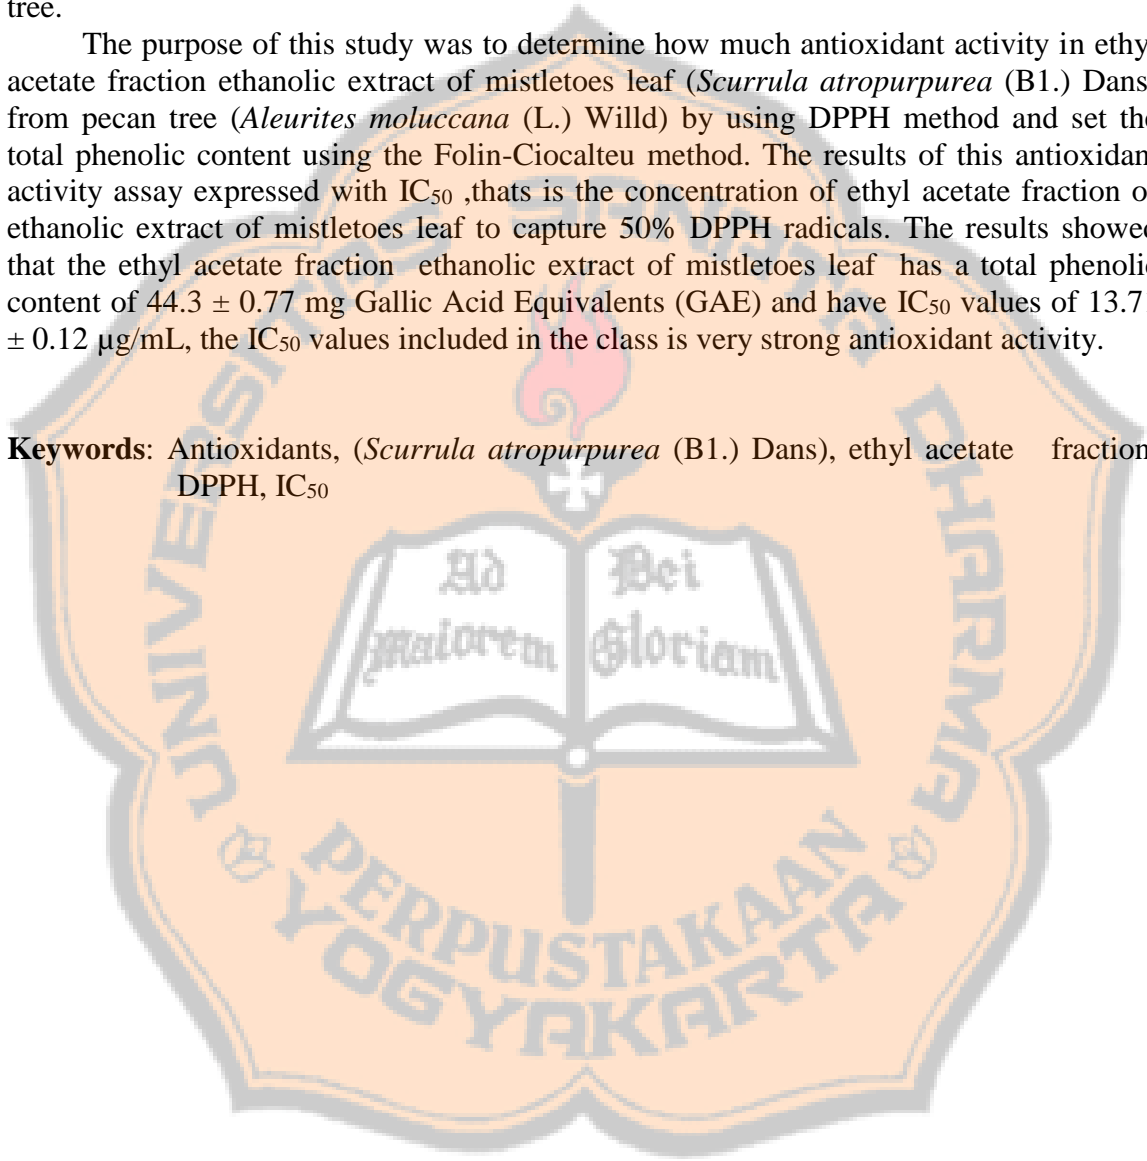 tree.
The purpose of this study was to determine how much antioxidant activity in ethy
acetate fraction ethanolic extract of mistletoes leaf (Scurrula atropurpurea (B1.) Dans
from pecan tree (Aleurites moluccana (L.) Willd) by using DPPH method and set the
total phenolic content using the Folin-Ciocalteu method. The results of this antioxidan
activity assay expressed with IC50 ,thats is the concentration of ethyl acetate fraction o
ethanolic extract of mistletoes leaf to capture 50% DPPH radicals. The results showe
that the ethyl acetate fraction ethanolic extract of mistletoes leaf has a total phenoli
content of 44.3 ± 0.77 mg Gallic Acid Equivalents (GAE) and have IC50 values of 13.7
± 0.12 μg/mL, the IC50 values included in the class is very strong antioxidant activity.
Keywords: Antioxidants, (Scurrula atropurpurea (B1.) Dans), ethyl acetate fraction
DPPH, IC50
UNIVERSITAS SANATA DHARMA
Ad Dei
maiorem Gloriam
PERPUSTAKAAN
YOGYAKARTA